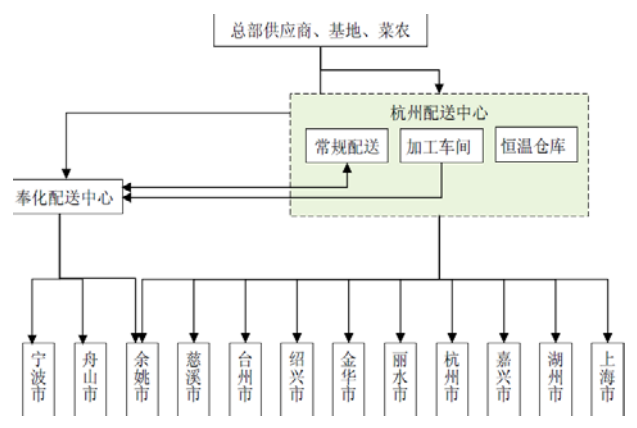 总部供应商、基地、菜农
杭州配送中心
常规配送
加工车间
恒温仓库
奉化配送中心
宁波市
舟山市
余姚市
慈溪市
台州市
绍兴市
金华市
丽水市
杭州市
嘉兴市
湖州市
上海市